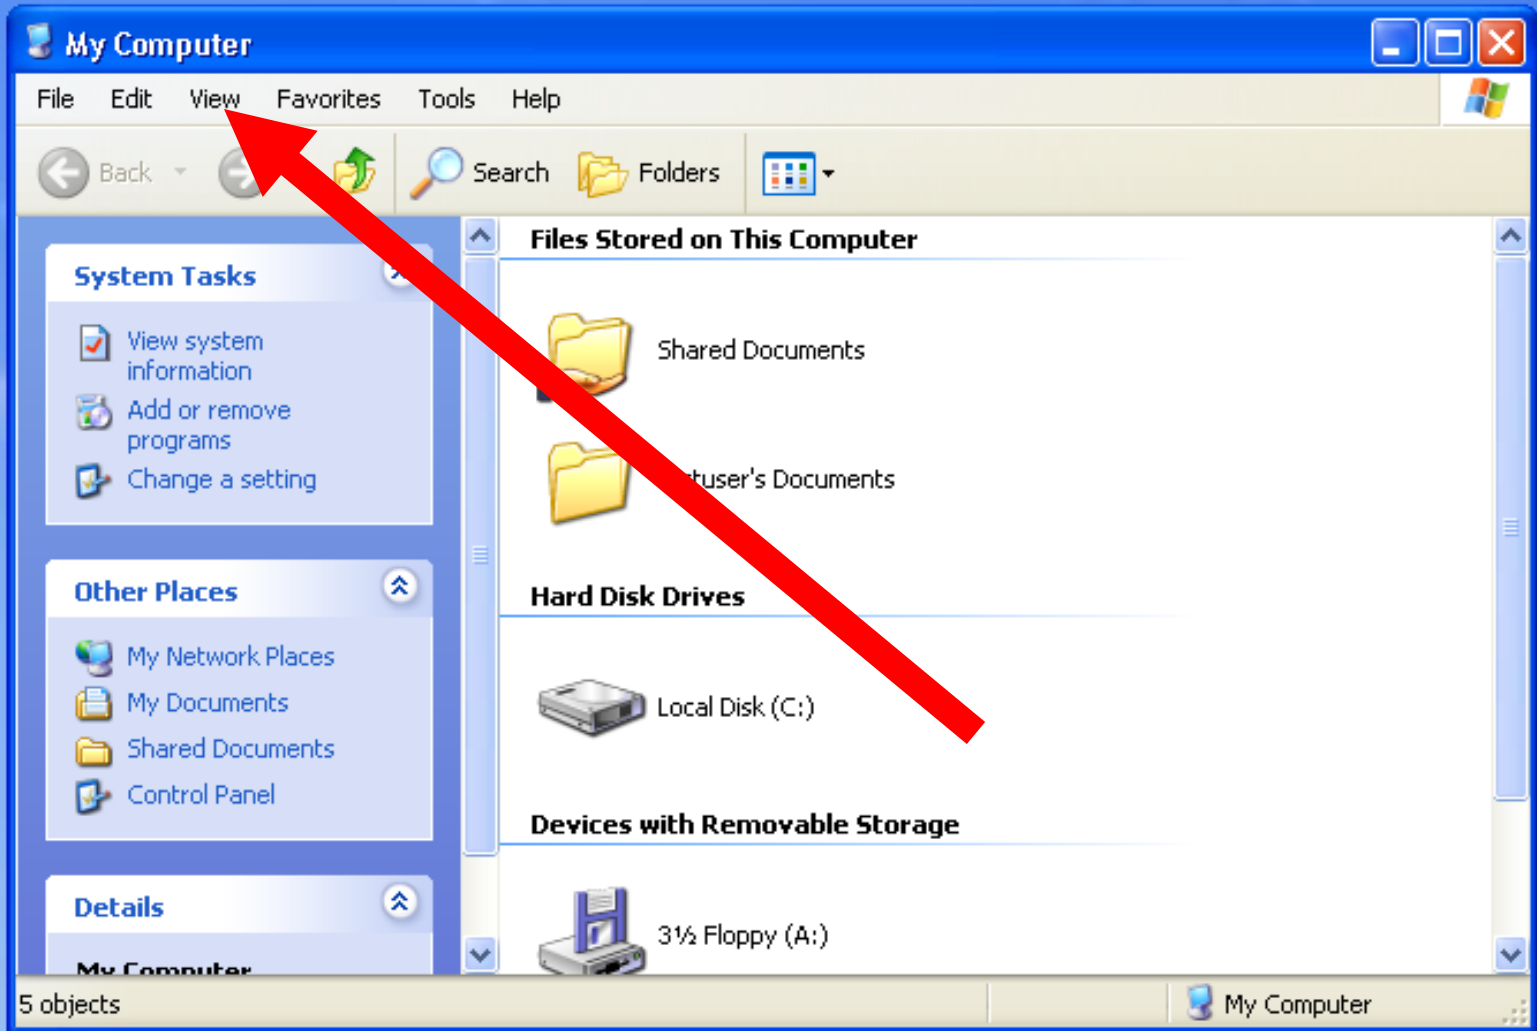 My Computer
File Edit View Favorites Tools Help
Back Search Folders
System Tasks
View system
information
Add or remove
programs
Change a setting
Other Places
My Network Places
My Documents
Shared Documents
Control Panel
Details
My Computer
Files Stored on This Computer
Shared Documents
Documents
Hard Disk Drives
Local Disk (C:)
Devices with Removable Storage
3½ Floppy (A:)
5 objects
My Computer